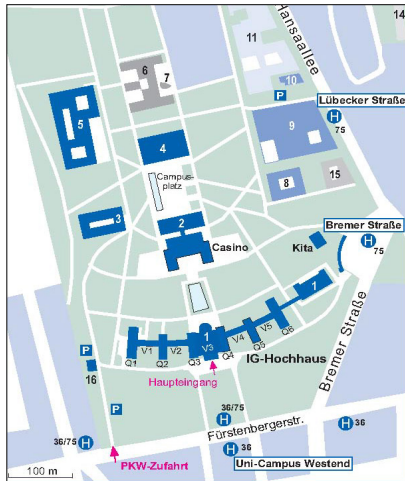 14
Hansaallee
11
6
7
10
P
P
Lübecker Straße
H
75
5
9
4
Campus-
platz
8
15
3
2
Bremer Straße
Casino
Kita
H
75
1
1
Q1
V1
Q2
V2
Q3
V3
Q4
V4
Q5
V5
Q6
IG-Hochhaus
Bremer Straße
P
16
Haupteingang
P
36/75
H
36/75
H
Fürstenbergerstr.
H
36
H
36
PKW-Zufahrt
Uni-Campus Westend
100 m